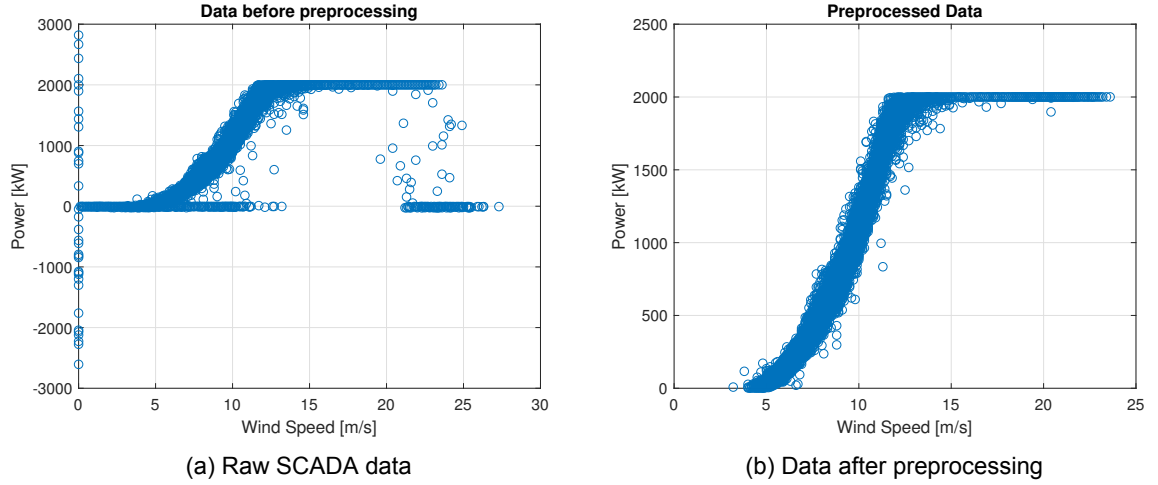 Data before preprocessing
3000
2000
1000
0
-1000
-2000
-3000
Power [kW]
0 5 10 15 20 25 30
Wind Speed [m/s]
(a) Raw SCADA data
Preprocessed Data
2500
2000
1500
1000
500
0
Power [kW]
0 5 10 15 20 25
Wind Speed [m/s]
(b) Data after preprocessing